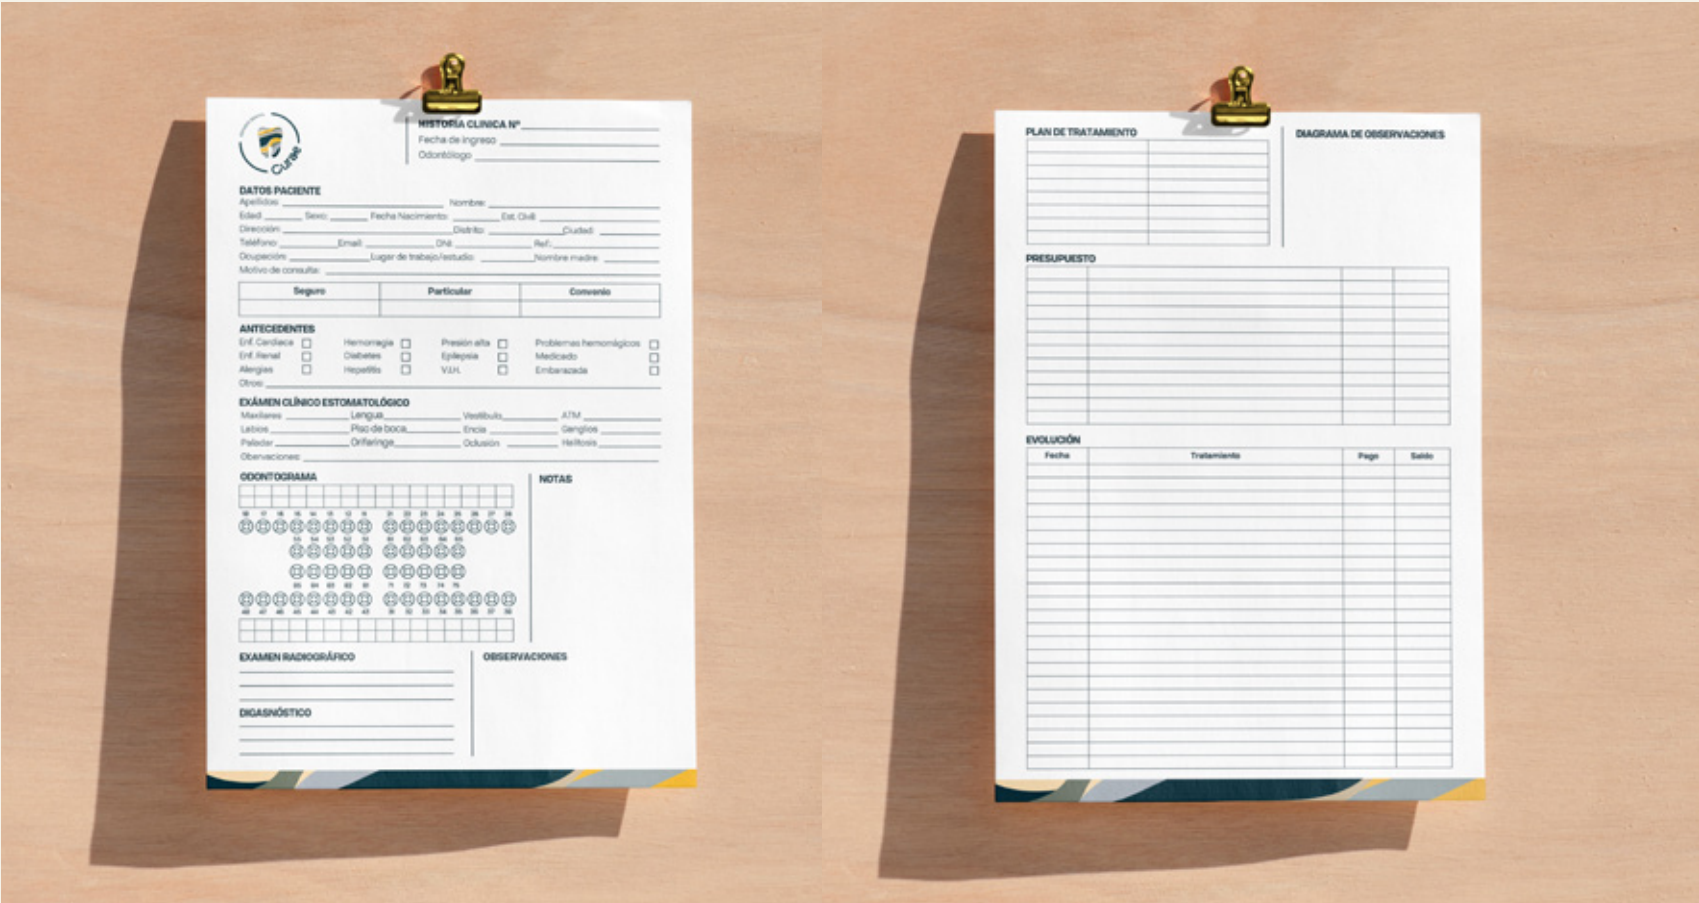 Curae
HISTORIA CLINICA Nº
Fecha de ingreso
Odontólogo
DATOS PACIENTE
Apellidos: Nombre:
Edad: Sexo: Fecha Nacimiento: Est. Civil:
Dirección: Distrito: Ciudad:
Teléfono: Email: DNI: Ref.:
Ocupación: Lugar de trabajo/estudio: Nombre madre:
Motivo de consulta:
Seguro Particular Convenio
ANTECEDENTES
Enf. Cardiaca Hemorragia Presión alta Problemas hemorrágicos
Enf. Renal Diabetes Epilepsia Medicado
Alergias Hepatitis V.I.H. Embarazada
Otros:
EXÁMEN CLÍNICO ESTOMATOLÓGICO
Maxilares Lengua Vestíbulo ATM
Labios Piso de boca Encía Ganglios
Paladar Orifaringe Oclusión Halitosis
Obervaciones:
ODONTOGRAMA
NOTAS
EXAMEN RADIOGRÁFICO
OBSERVACIONES
DIGASNÓSTICO
PLAN DE TRATAMIENTO
DIAGRAMA DE OBSERVACIONES
PRESUPUESTO
EVOLUCIÓN
Fecha Tratamiento Pago Saldo